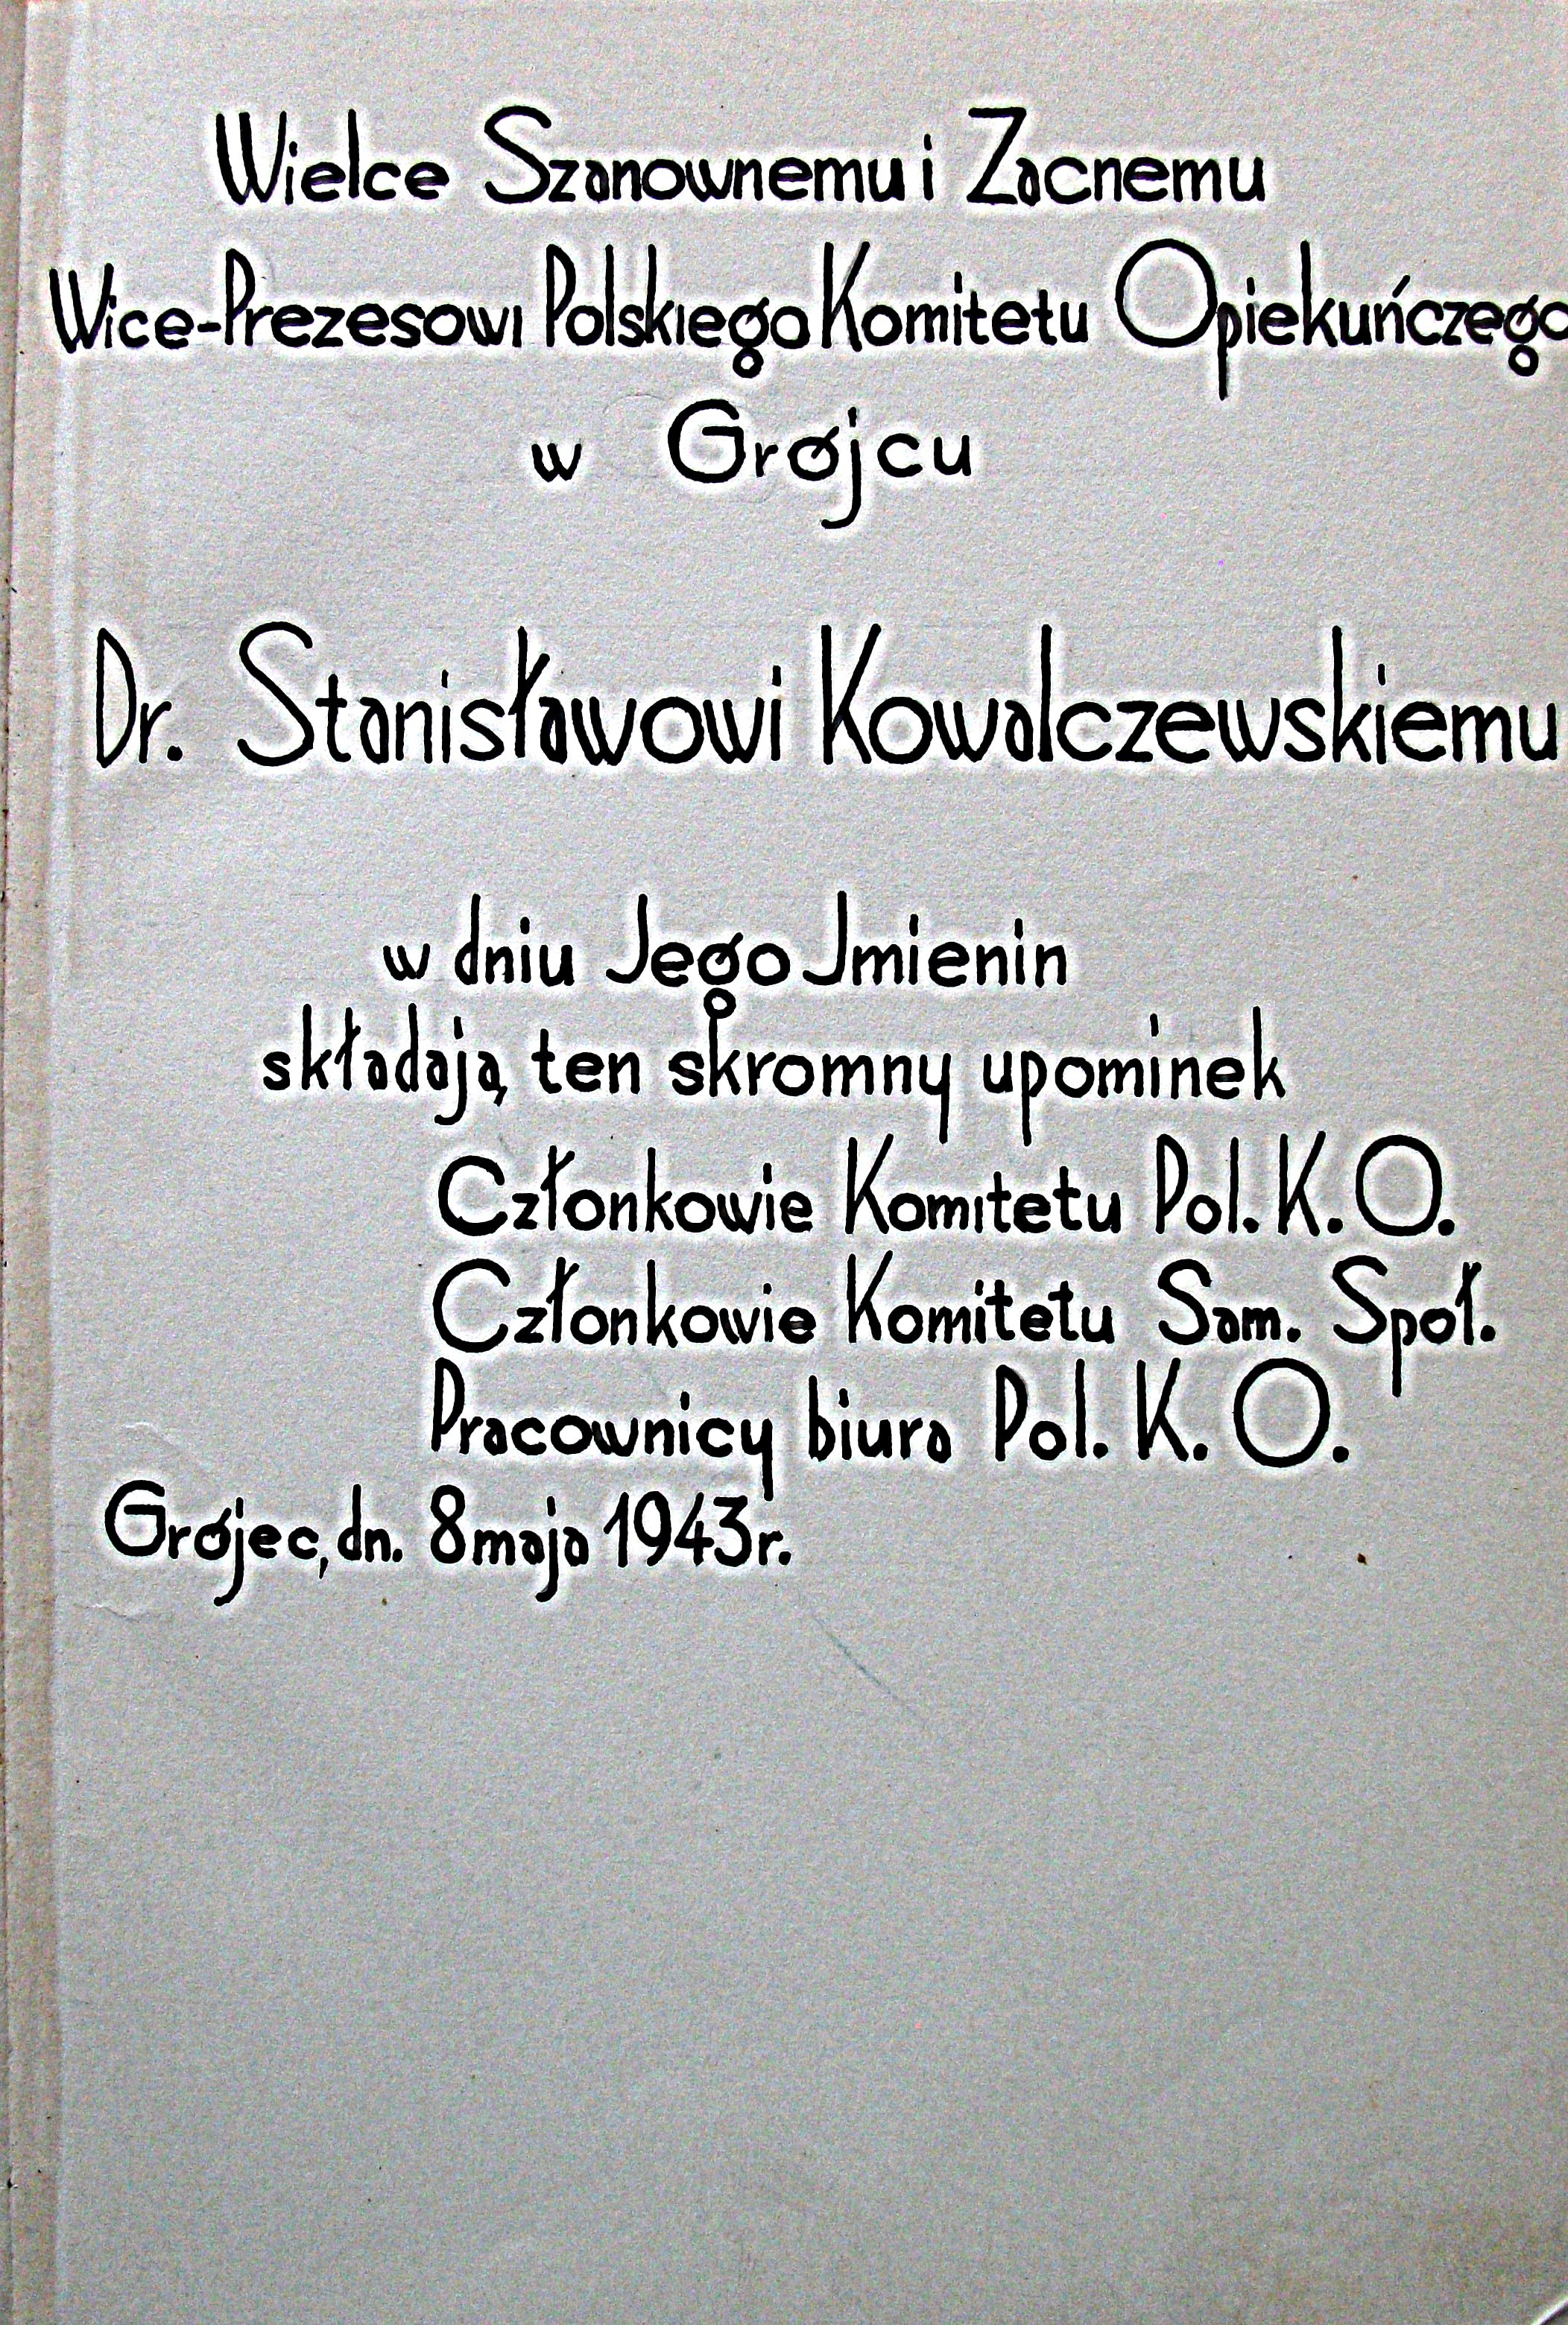 Wielce Szanownemu i Zacnemu
Wice-Prezesowi Polskiego Komitetu Opiekuńczego
w Grójcu
Dr. Stanisławowi Kowalczewskiemu
w dniu Jego Jmienin
składają ten skromny upominek
Członkowie Komitetu Pol. K. O.
Członkowie Komitetu Sam. Społ.
Pracownicy biura Pol. K. O.
Grójec, dn. 8 maja 1943 r.